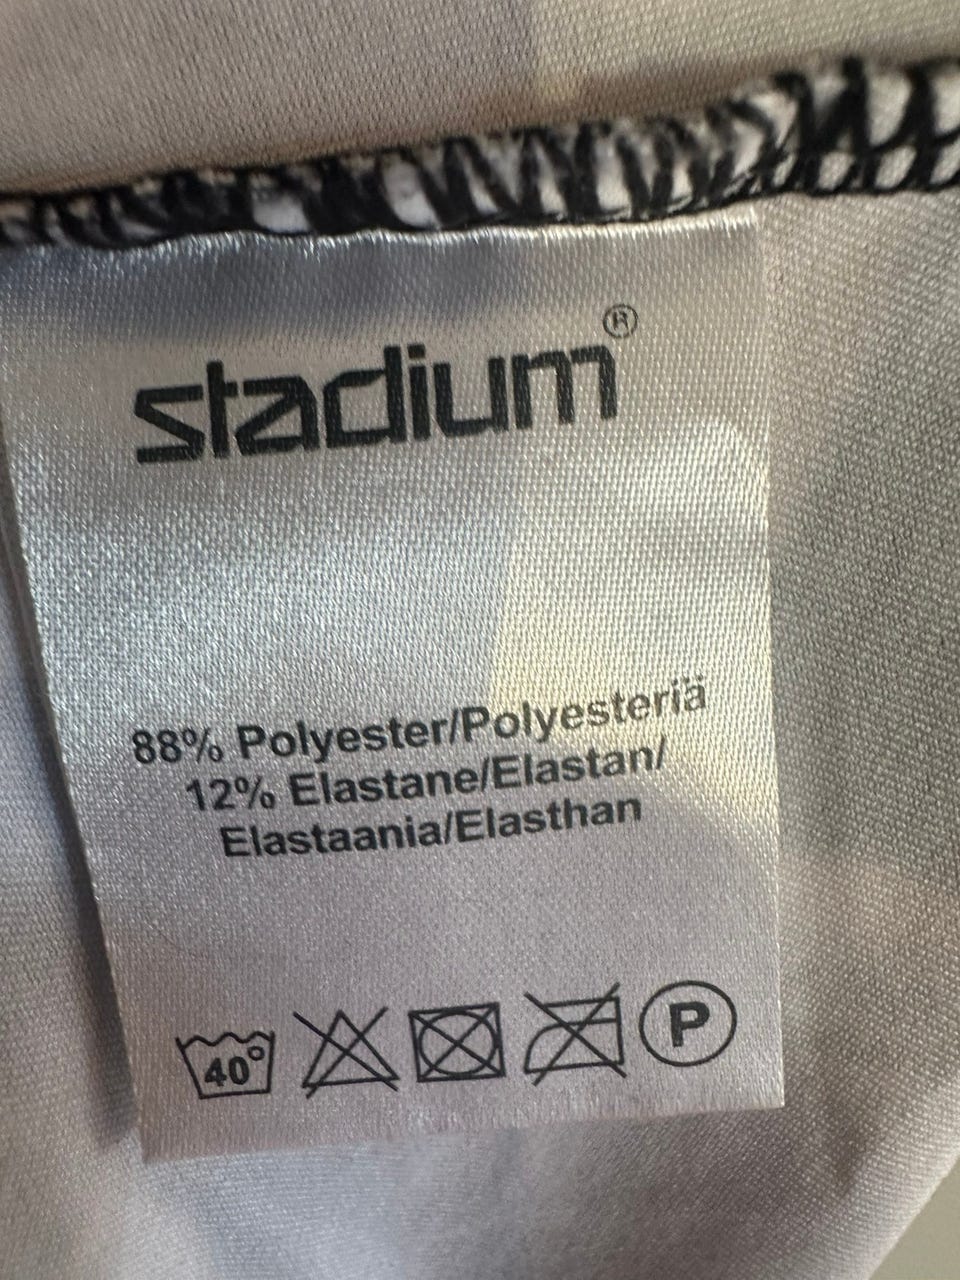 stadium®
88% Polyester/Polyesteriä
12% Elastane/Elastan/
Elastaania/Elasthan
40° P